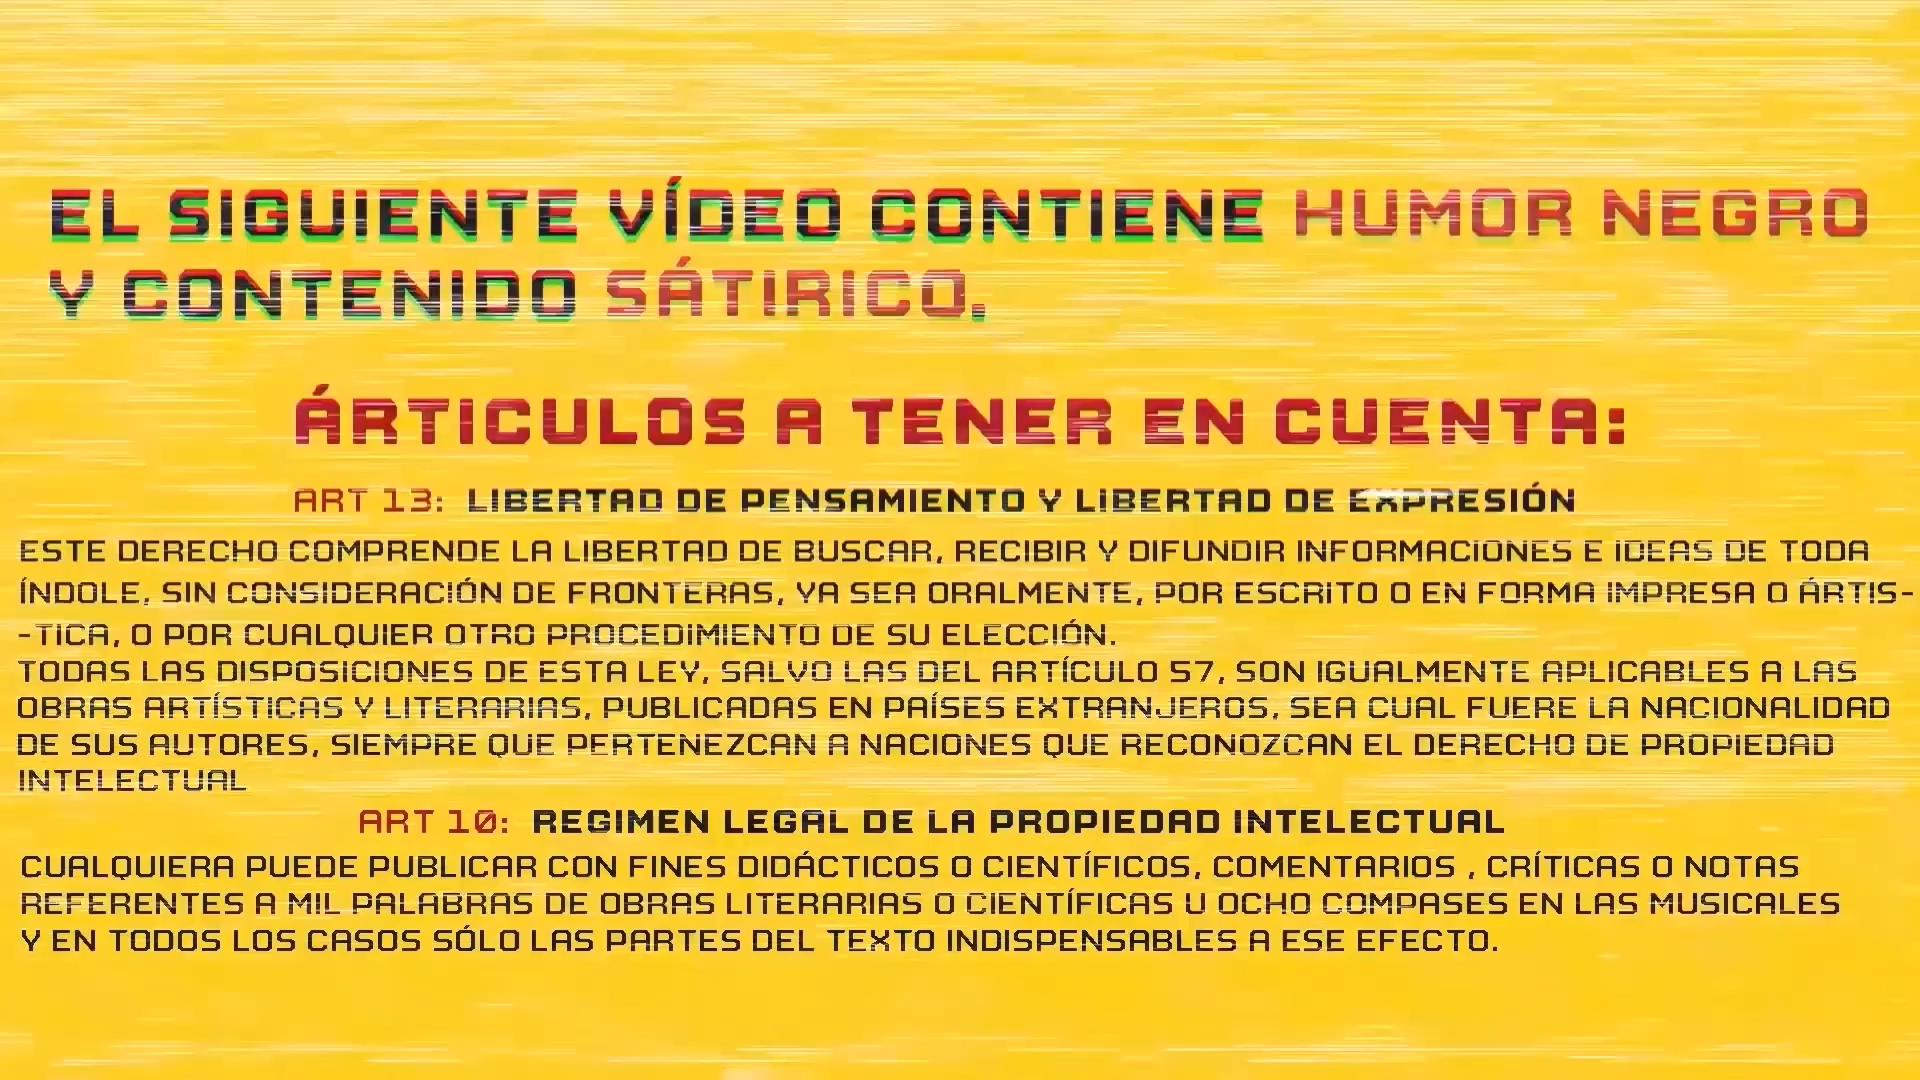 EL SIGUIENTE VÍDEO CONTIENE HUMOR NEGRO
Y CONTENIDO SÁTIRICO.
ÁRTICULOS A TENER EN CUENTA:
ART 13: LIBERTAD DE PENSAMIENTO Y LIBERTAD DE EXPRESIÓN
ESTE DERECHO COMPRENDE LA LIBERTAD DE BUSCAR, RECIBIR Y DIFUNDIR INFORMACIONES E IDEAS DE TODA
ÍNDOLE, SIN CONSIDERACIÓN DE FRONTERAS, YA SEA ORALMENTE, POR ESCRITO O EN FORMA IMPRESA O ÁRTIS-
-TICA, O POR CUALQUIER OTRO PROCEDIMIENTO DE SU ELECCIÓN.
TODAS LAS DISPOSICIONES DE ESTA LEY, SALVO LAS DEL ARTÍCULO 57, SON IGUALMENTE APLICABLES A LAS
OBRAS ARTÍSTICAS Y LITERARIAS, PUBLICADAS EN PAÍSES EXTRANJEROS, SEA CUAL FUERE LA NACIONALIDAD
DE SUS AUTORES, SIEMPRE QUE PERTENEZCAN A NACIONES QUE RECONOZCAN EL DERECHO DE PROPIEDAD
INTELECTUAL
ART 10: REGIMEN LEGAL DE LA PROPIEDAD INTELECTUAL
CUALQUIERA PUEDE PUBLICAR CON FINES DIDÁCTICOS O CIENTÍFICOS, COMENTARIOS , CRÍTICAS O NOTAS
REFERENTES A MIL PALABRAS DE OBRAS LITERARIAS O CIENTÍFICAS U OCHO COMPASES EN LAS MUSICALES
Y EN TODOS LOS CASOS SÓLO LAS PARTES DEL TEXTO INDISPENSABLES A ESE EFECTO.